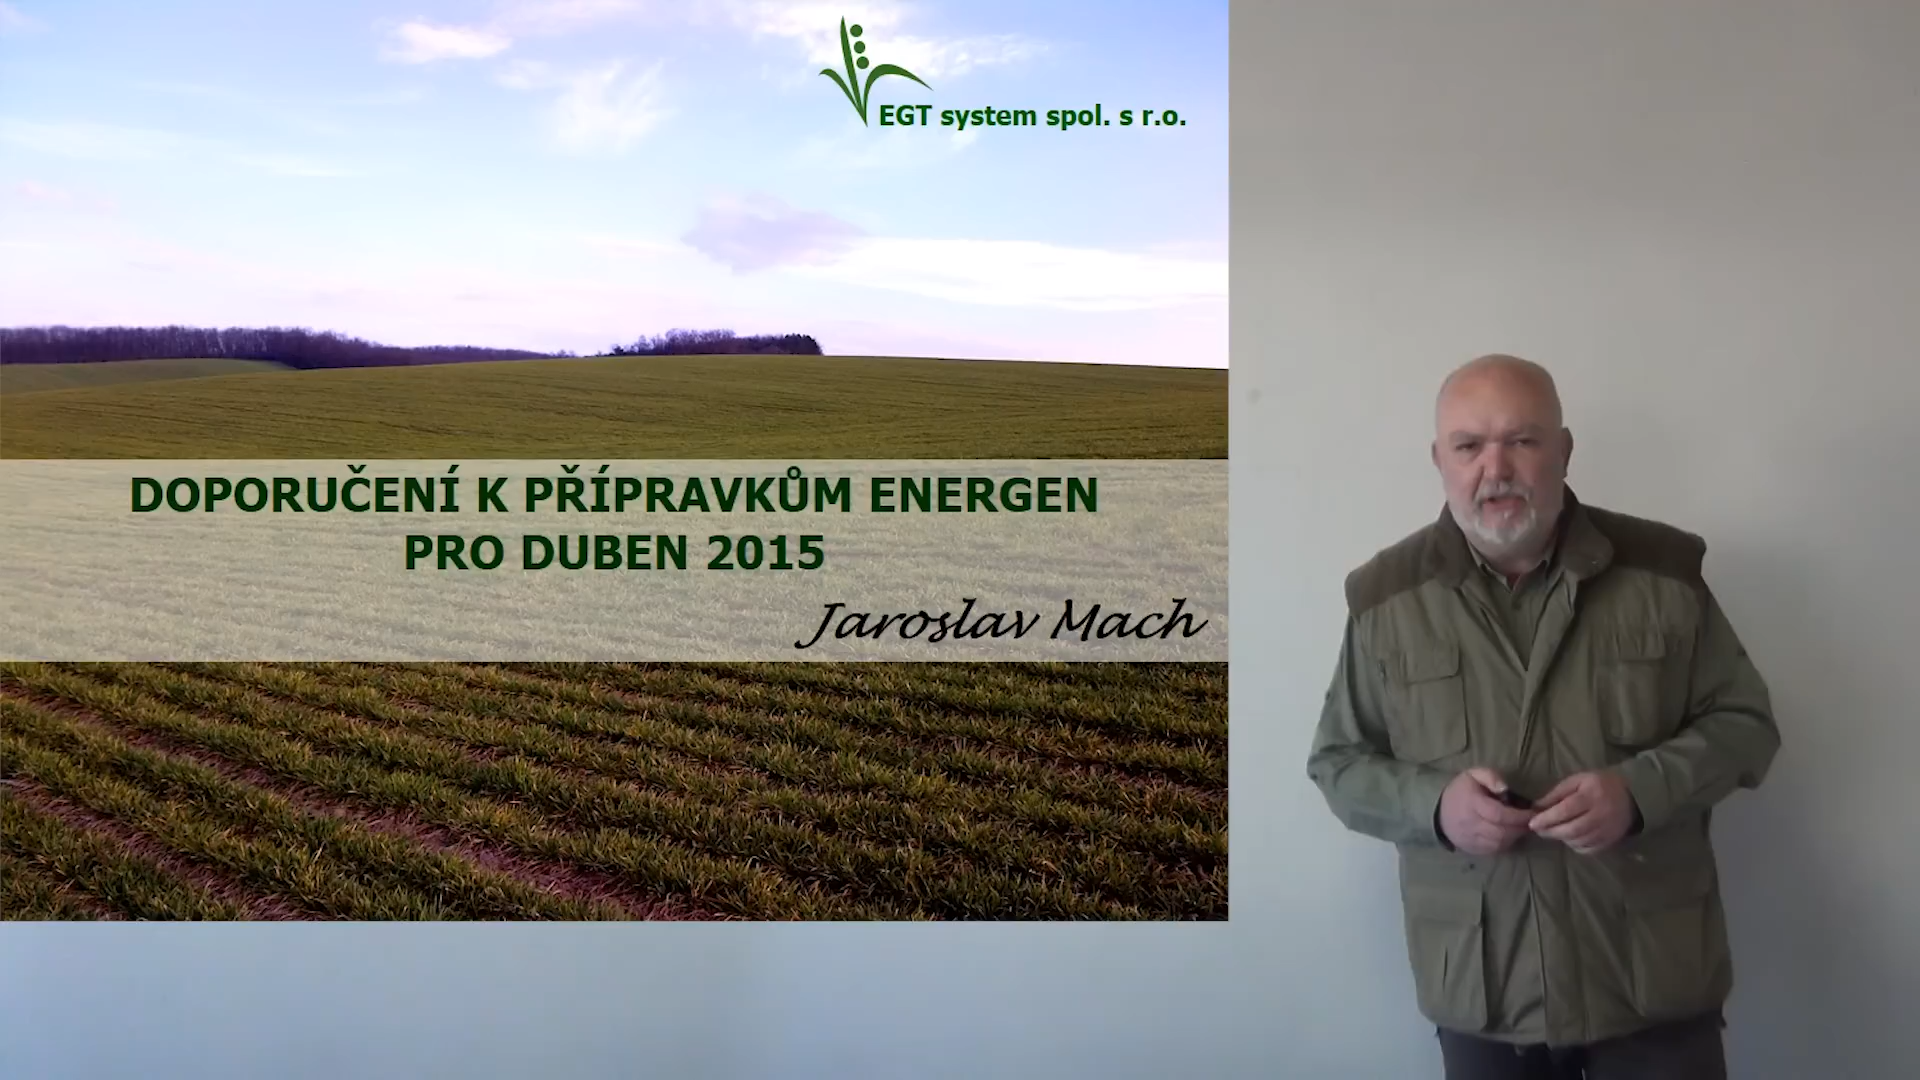 EGT system spol. s r.o.
DOPORUČENÍ K PŘÍPRAVKŮM ENERGEN
PRO DUBEN 2015
Jaroslav Mach